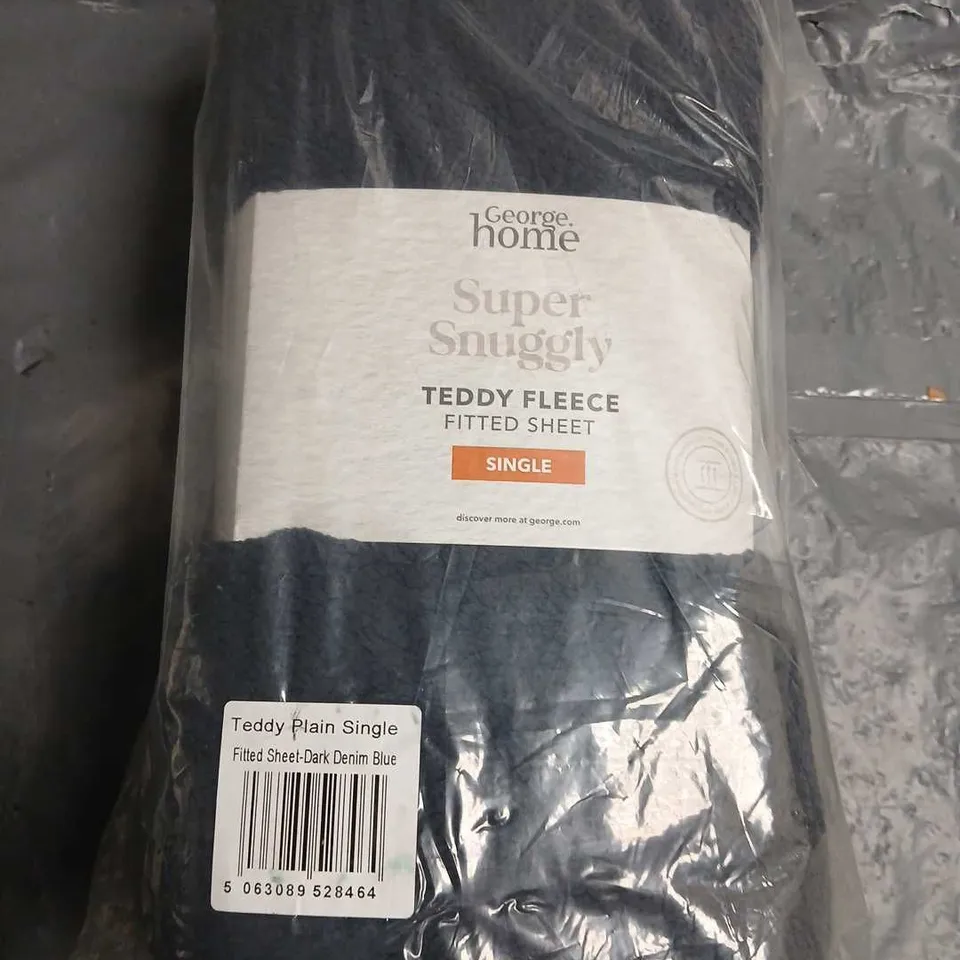 George.
home
Super
Snuggly
TEDDY FLEECE
FITTED SHEET
SINGLE
discover more at george.com
Teddy Plain Single
Fitted Sheet-Dark Denim Blue
5 063089 528464